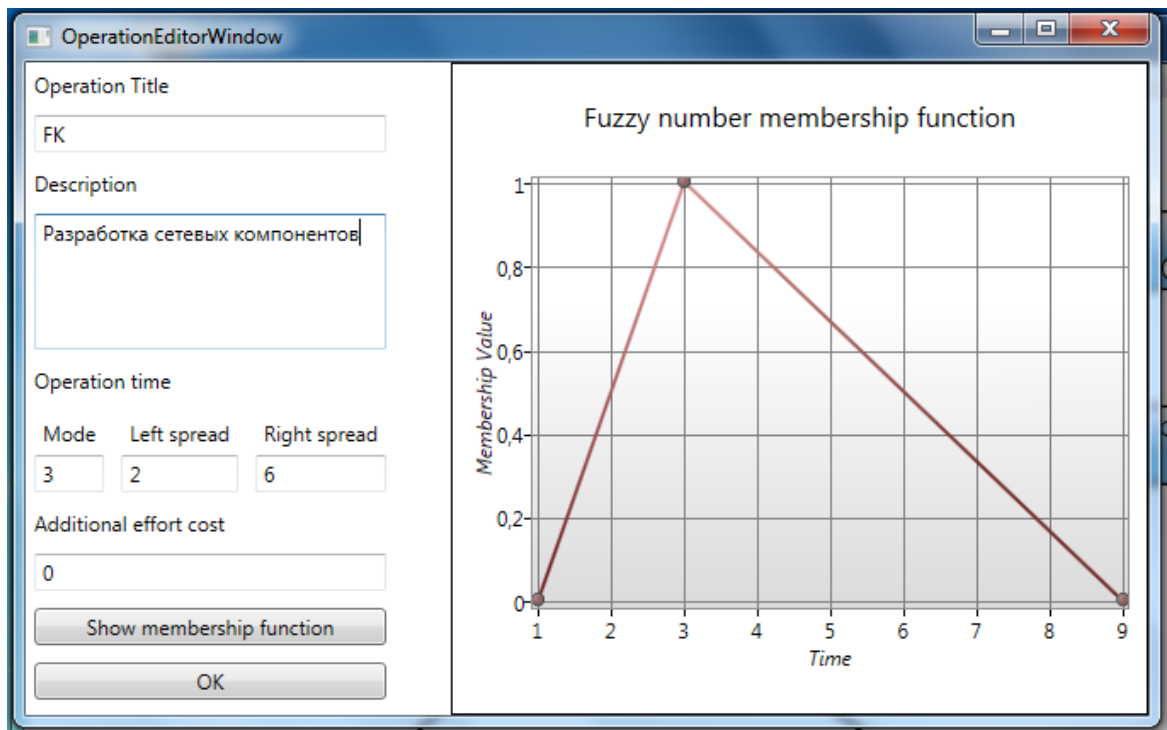 OperationEditorWindow
Operation Title
FK
Description
Разработка сетевых компонентов
Operation time
Mode Left spread Right spread
3 2 6
Additional effort cost
0
Show membership function
OK
Fuzzy number membership function
Membership Value
1
0,8
0,6
0,4
0,2
0
1 2 3 4 5 6 7 8 9
Time